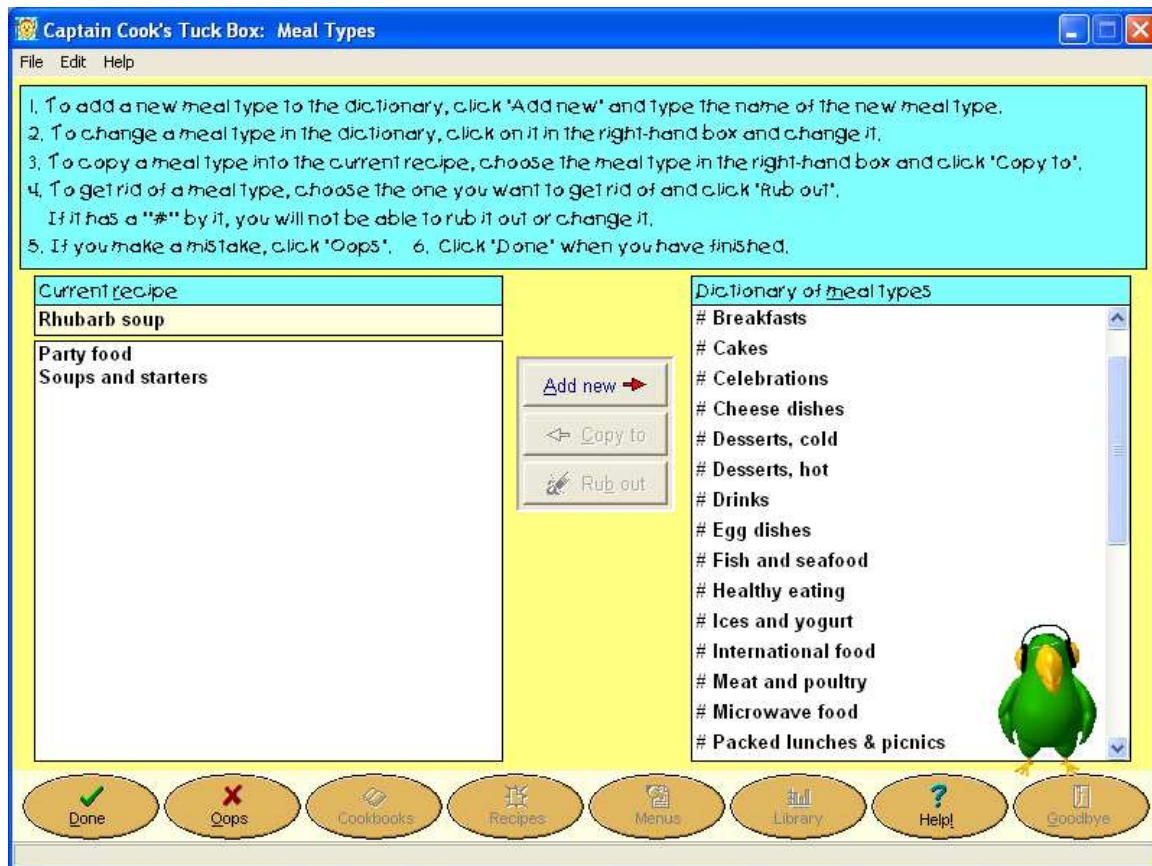 Captain Cook's Tuck Box: Meal Types
File Edit Help
1. To add a new meal type to the dictionary, click 'Add new' and type the name of the new meal type.
2. To change a meal type in the dictionary, click on it in the right-hand box and change it.
3. To copy a meal type into the current recipe, choose the meal type in the right-hand box and click 'Copy to'.
4. To get rid of a meal type, choose the one you want to get rid of and click 'Rub out'.
If it has a "#" by it, you will not be able to rub it out or change it.
5. If you make a mistake, click 'Oops'. 6. Click 'Done' when you have finished.
Current recipe
Rhubarb soup
Party food
Soups and starters
Add new
Copy to
Rub out
Dictionary of meal types
# Breakfasts
# Cakes
# Celebrations
# Cheese dishes
# Desserts, cold
# Desserts, hot
# Drinks
# Egg dishes
# Fish and seafood
# Healthy eating
# Ices and yogurt
# International food
# Meat and poultry
# Microwave food
# Packed lunches & picnics
Done
Oops
Cookbooks
Recipes
Menus
Library
Help!
Goodbye